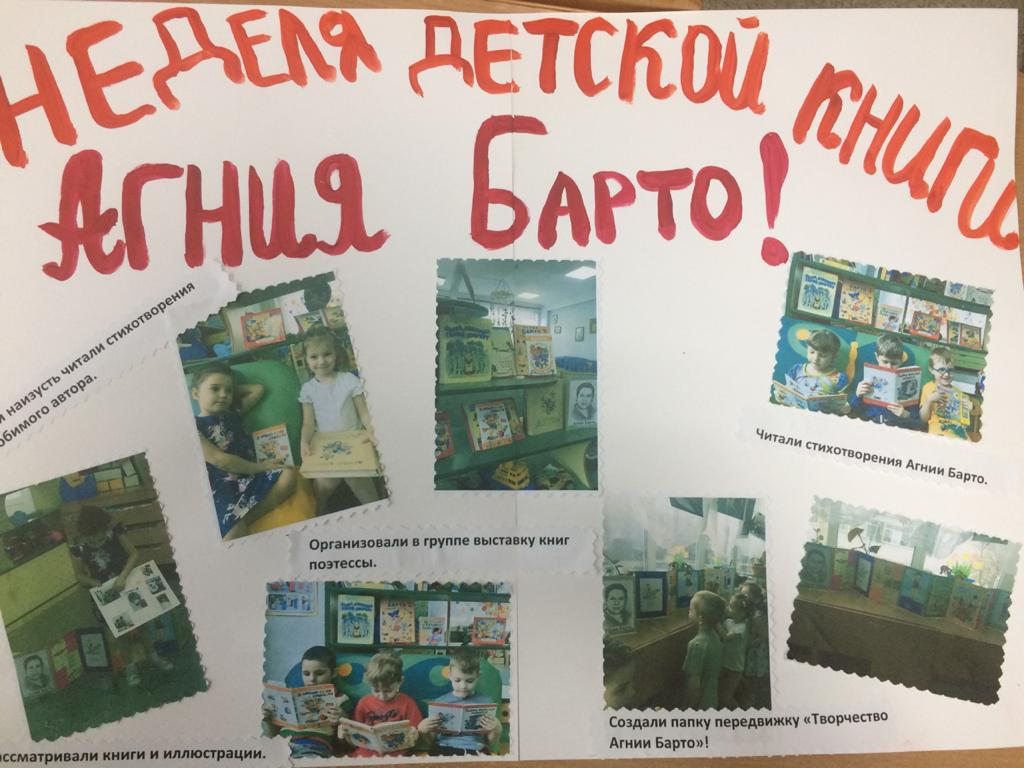 НЕДЕЛЯ ДЕТСКОЙ КНИГИ
АГНИЯ БАРТО!
наизусть читали стихотворения
автора.
Читали стихотворения Агнии Барто.
Организовали в группе выставку книг
поэтессы.
Создали папку передвижку «Творчество
Агнии Барто»!
ссматривали книги и иллюстрации.